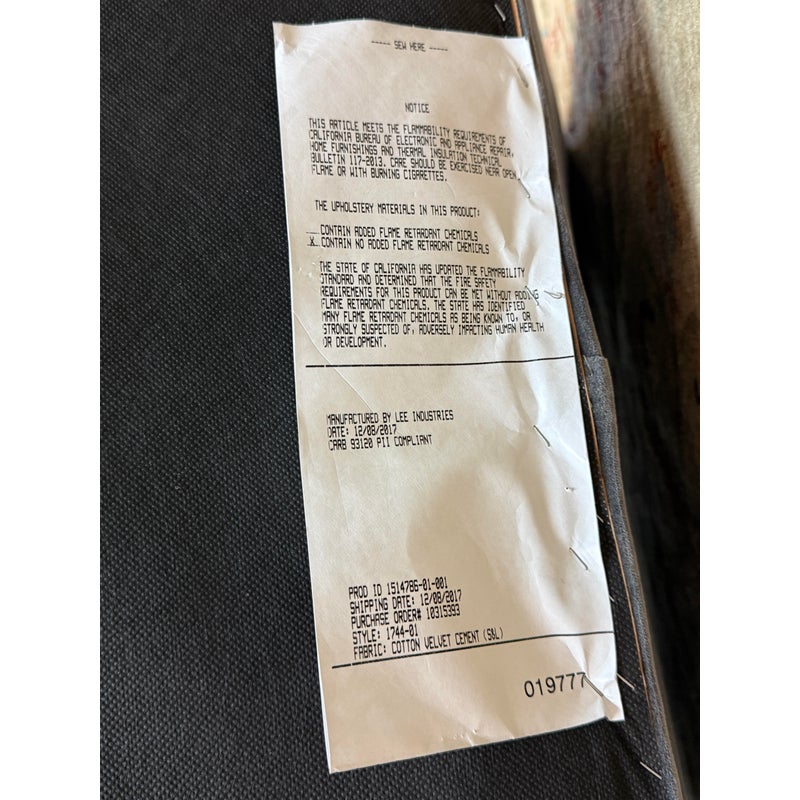 ----- SEW HERE -----
NOTICE
THIS ARTICLE MEETS THE FLAMMABILITY REQUIREMENTS OF
CALIFORNIA BUREAU OF ELECTRONIC AND APPLIANCE REPAIR,
HOME FURNISHINGS AND THERMAL INSULATION TECHNICAL
BULLETIN 117-2013. CARE SHOULD BE EXERCISED NEAR OPEN
FLAME OR WITH BURNING CIGARETTES.
THE UPHOLSTERY MATERIALS IN THIS PRODUCT:
__CONTAIN ADDED FLAME RETARDANT CHEMICALS
_X_CONTAIN NO ADDED FLAME RETARDANT CHEMICALS
THE STATE OF CALIFORNIA HAS UPDATED THE FLAMMABILITY
STANDARD AND DETERMINED THAT THE FIRE SAFETY
REQUIREMENTS FOR THIS PRODUCT CAN BE MET WITHOUT ADDING
FLAME RETARDANT CHEMICALS. THE STATE HAS IDENTIFIED
MANY FLAME RETARDANT CHEMICALS AS BEING KNOWN TO, OR
STRONGLY SUSPECTED OF, ADVERSELY IMPACTING HUMAN HEALTH
OR DEVELOPMENT.
MANUFACTURED BY LEE INDUSTRIES
DATE: 12/08/2017
CARB 93120 PII COMPLIANT
PROD ID 1514786-01-001
SHIPPING DATE: 12/08/2017
PURCHASE ORDER# 10315393
STYLE: 1744-01
FABRIC: COTTON VELVET CEMENT (S&L)
019777